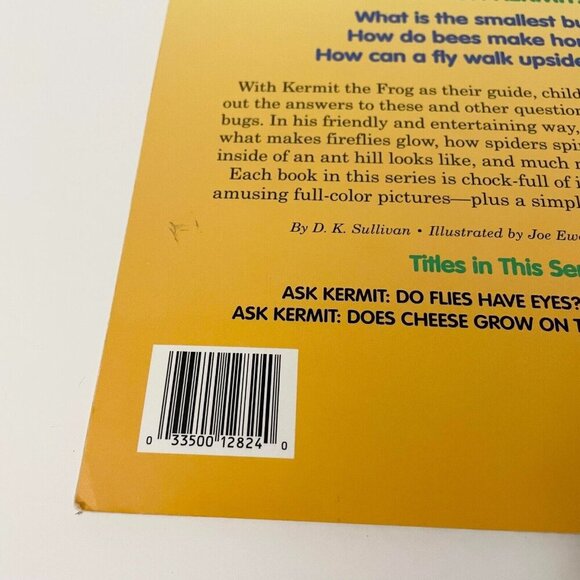 What is the smallest bu
How do bees make ho
How can a fly walk upside
With Kermit the Frog as their guide, child
out the answers to these and other question
bugs. In his friendly and entertaining way,
what makes fireflies glow, how spiders spi
inside of an ant hill looks like, and much m
Each book in this series is chock-full of i
amusing full-color pictures—plus a simpl
By D. K. Sullivan • Illustrated by Joe Ew
Titles in This Ser
ASK KERMIT: DO FLIES HAVE EYES?
ASK KERMIT: DOES CHEESE GROW ON T
0 33500 12824 0